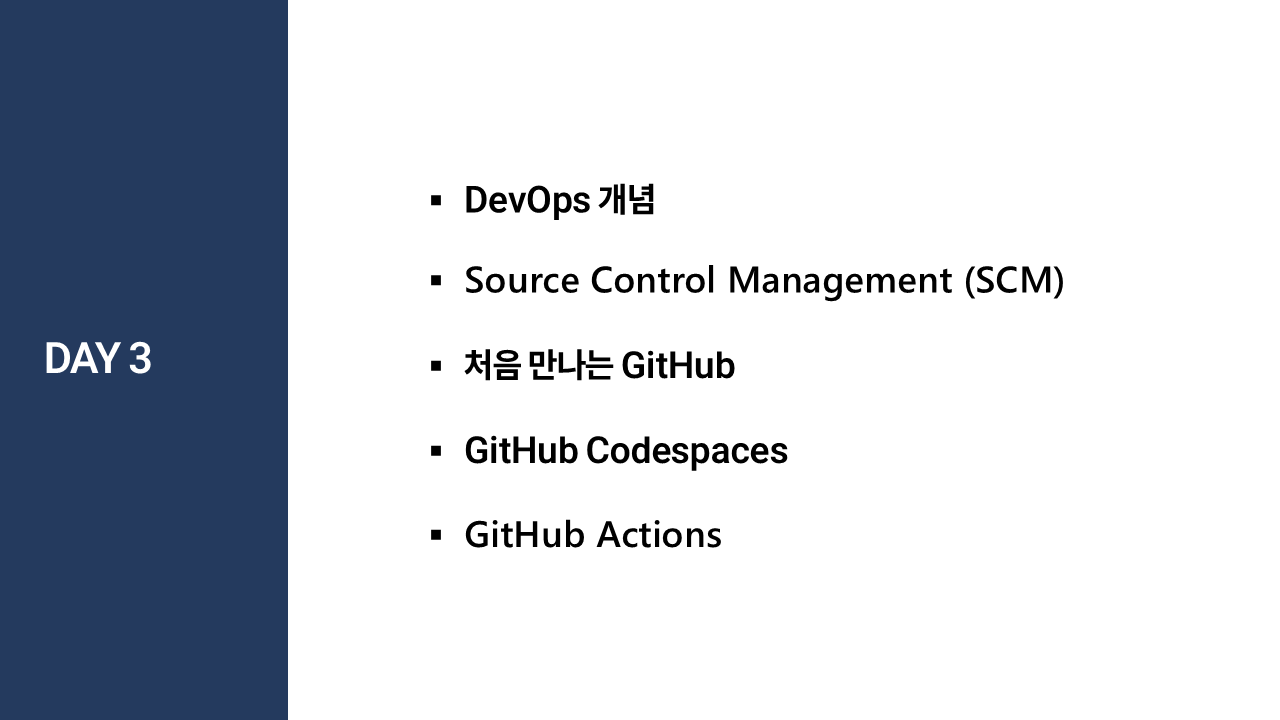 DAY 3
▪ DevOps 개념
▪ Source Control Management (SCM)
▪ 처음 만나는 GitHub
▪ GitHub Codespaces
▪ GitHub Actions